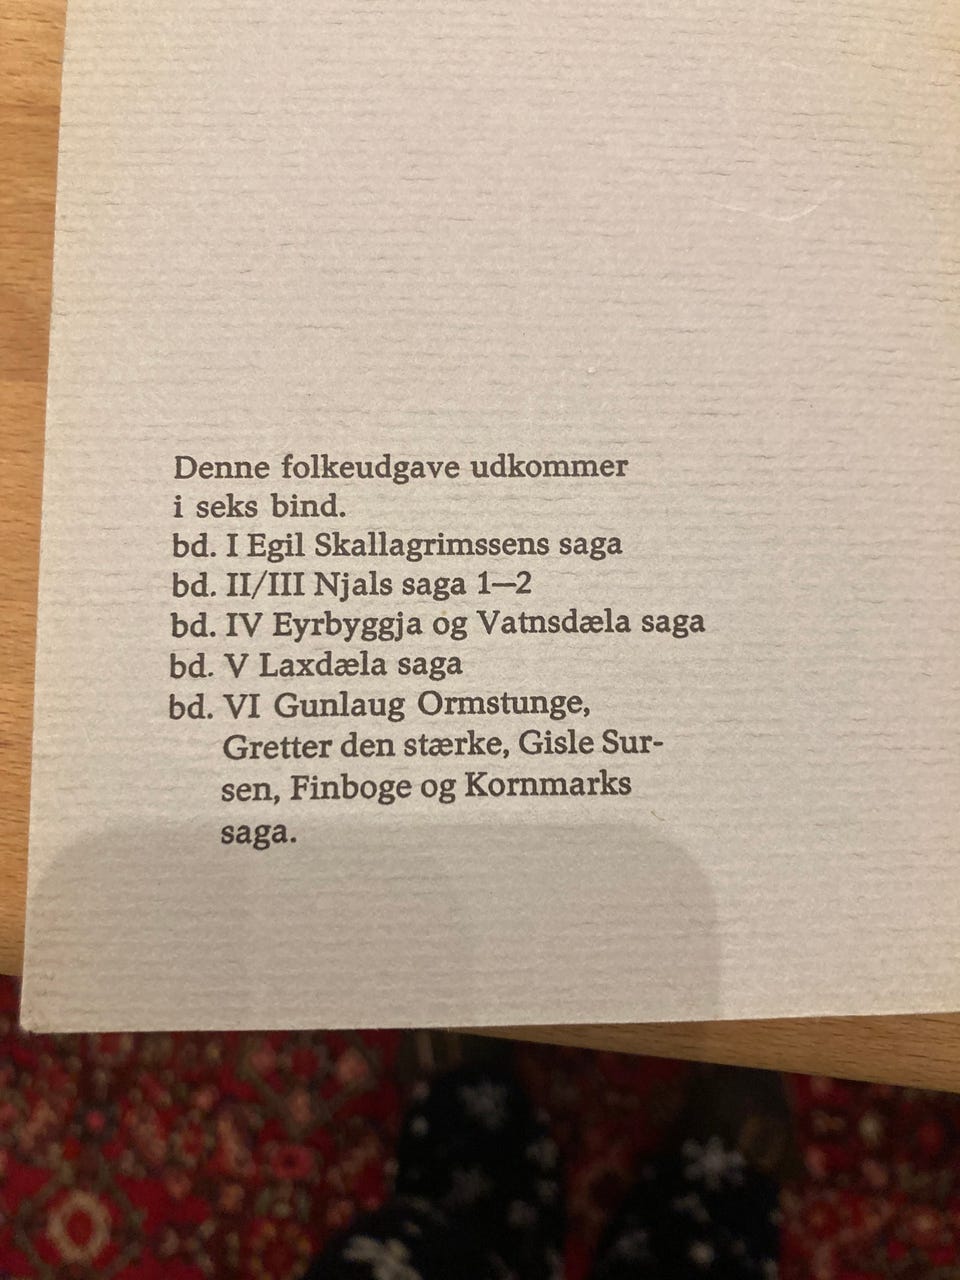 Denne folkeudgave udkommer
i seks bind.
bd. I Egil Skallagrimssens saga
bd. II/III Njals saga 1—2
bd. IV Eyrbyggja og Vatnsdæla saga
bd. V Laxdæla saga
bd. VI Gunlaug Ormstunge,
Gretter den stærke, Gisle Sur-
sen, Finboge og Kornmarks
saga.